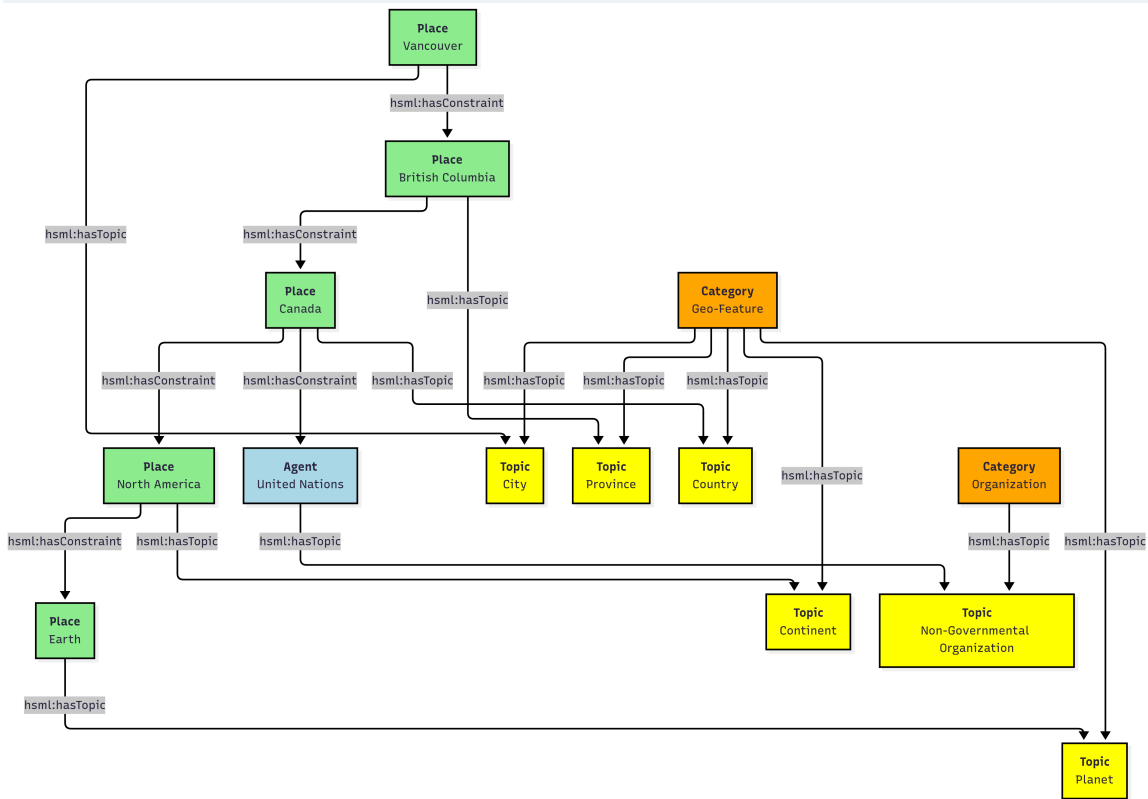 Place
Vancouver
hsml:hasConstraint
Place
British Columbia
hsml:hasTopic
hsml:hasConstraint
Place
Canada
hsml:hasTopic
Category
Geo-Feature
hsml:hasConstraint
hsml:hasConstraint
hsml:hasTopic
hsml:hasTopic
hsml:hasTopic
hsml:hasTopic
Place
North America
Agent
United Nations
Topic
City
Topic
Province
Topic
Country
hsml:hasTopic
Category
Organization
hsml:hasConstraint
hsml:hasTopic
hsml:hasTopic
hsml:hasTopic
hsml:hasTopic
Place
Earth
Topic
Continent
Topic
Non-Governmental
Organization
hsml:hasTopic
Topic
Planet